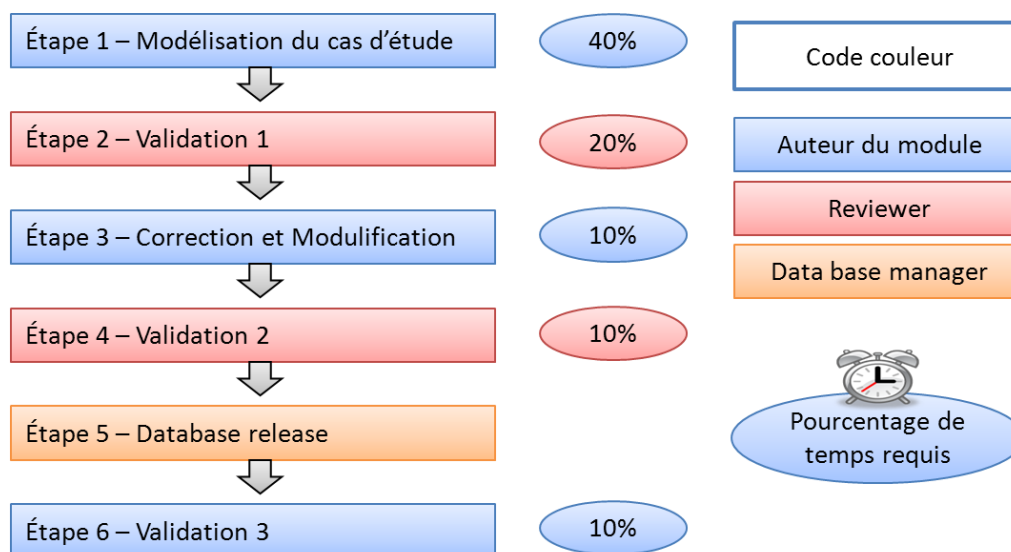 Étape 1 – Modélisation du cas d’étude
40%
Étape 2 – Validation 1
20%
Étape 3 – Correction et Modulification
10%
Étape 4 – Validation 2
10%
Étape 5 – Database release
Étape 6 – Validation 3
10%
Code couleur
Auteur du module
Reviewer
Data base manager
Pourcentage de
temps requis